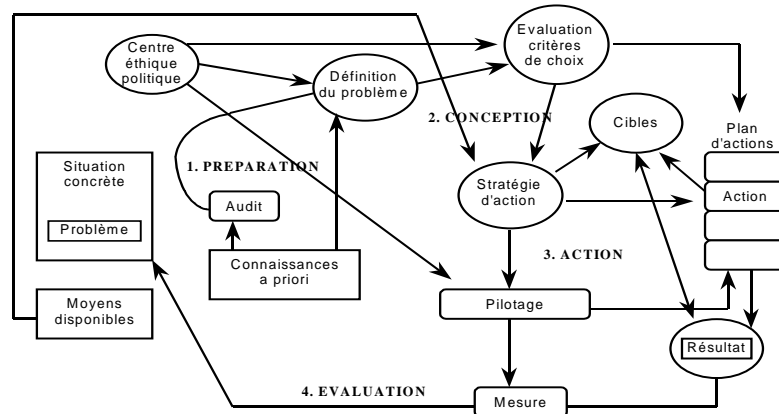 Centre
éthique
politique
Evaluation
critères
de choix
Définition
du problème
2. CONCEPTION
Cibles
Plan
d'actions
Situation
concrète
Problème
1. PREPARATION
Audit
Stratégie
d'action
Action
Connaissances
a priori
3. ACTION
Moyens
disponibles
Pilotage
Résultat
4. EVALUATION
Mesure